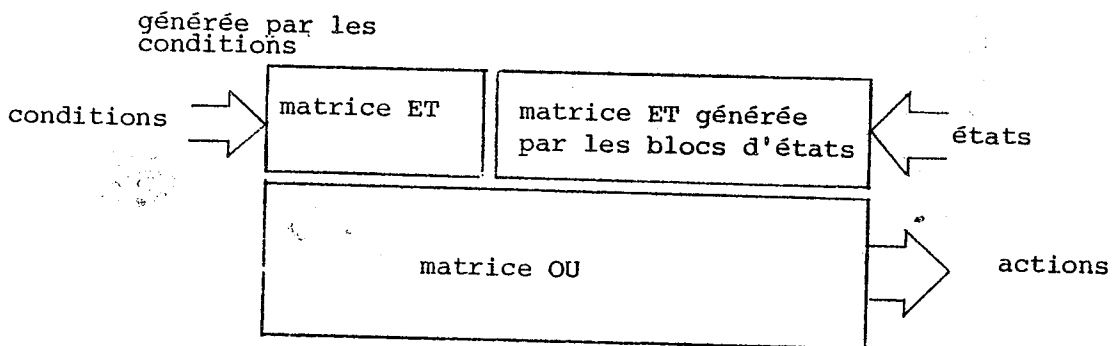 générée par les
conditions
conditions
matrice ET
matrice ET générée
par les blocs d'états
états
matrice OU
actions